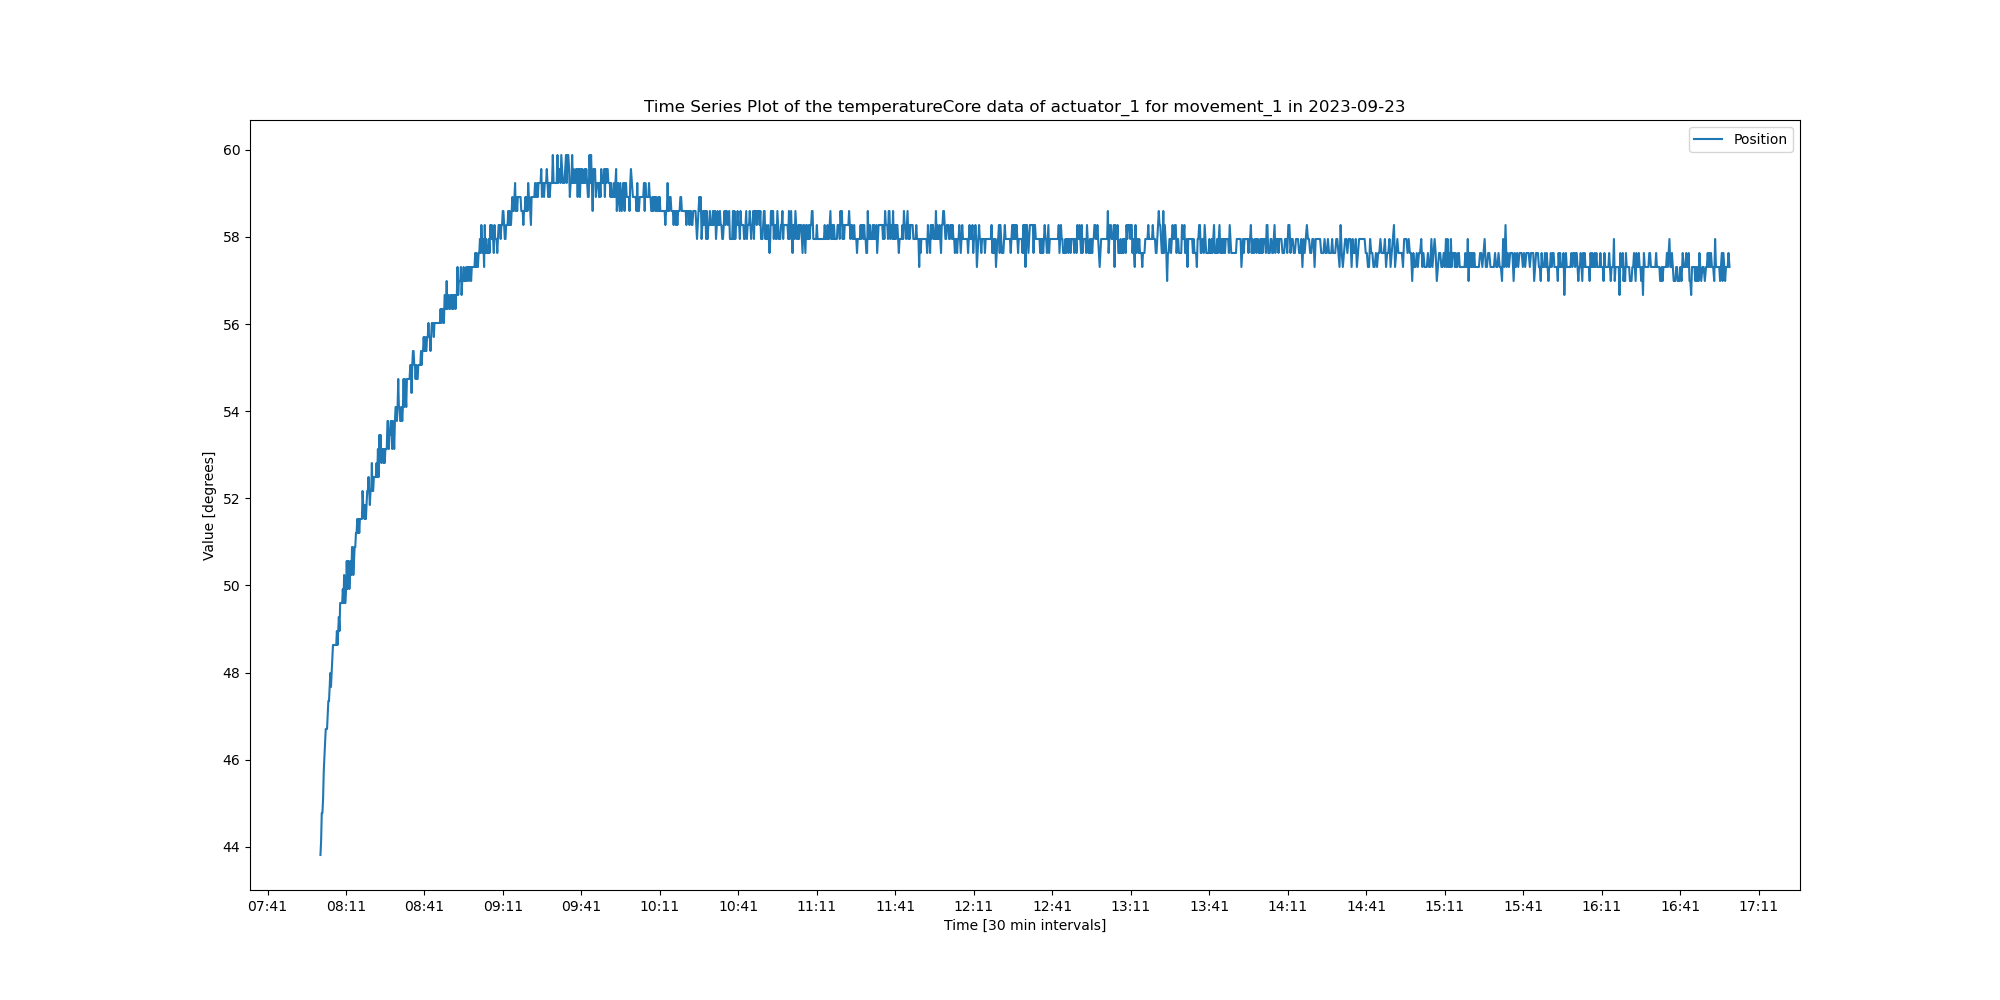 Time Series Plot of the temperatureCore data of actuator_1 for movement_1 in 2023-09-23
Position
60
58
56
54
52
50
48
46
44
Value [degrees]
07:41 08:11 08:41 09:11 09:41 10:11 10:41 11:11 11:41 12:11 12:41 13:11 13:41 14:11 14:41 15:11 15:41 16:11 16:41 17:11
Time [30 min intervals]